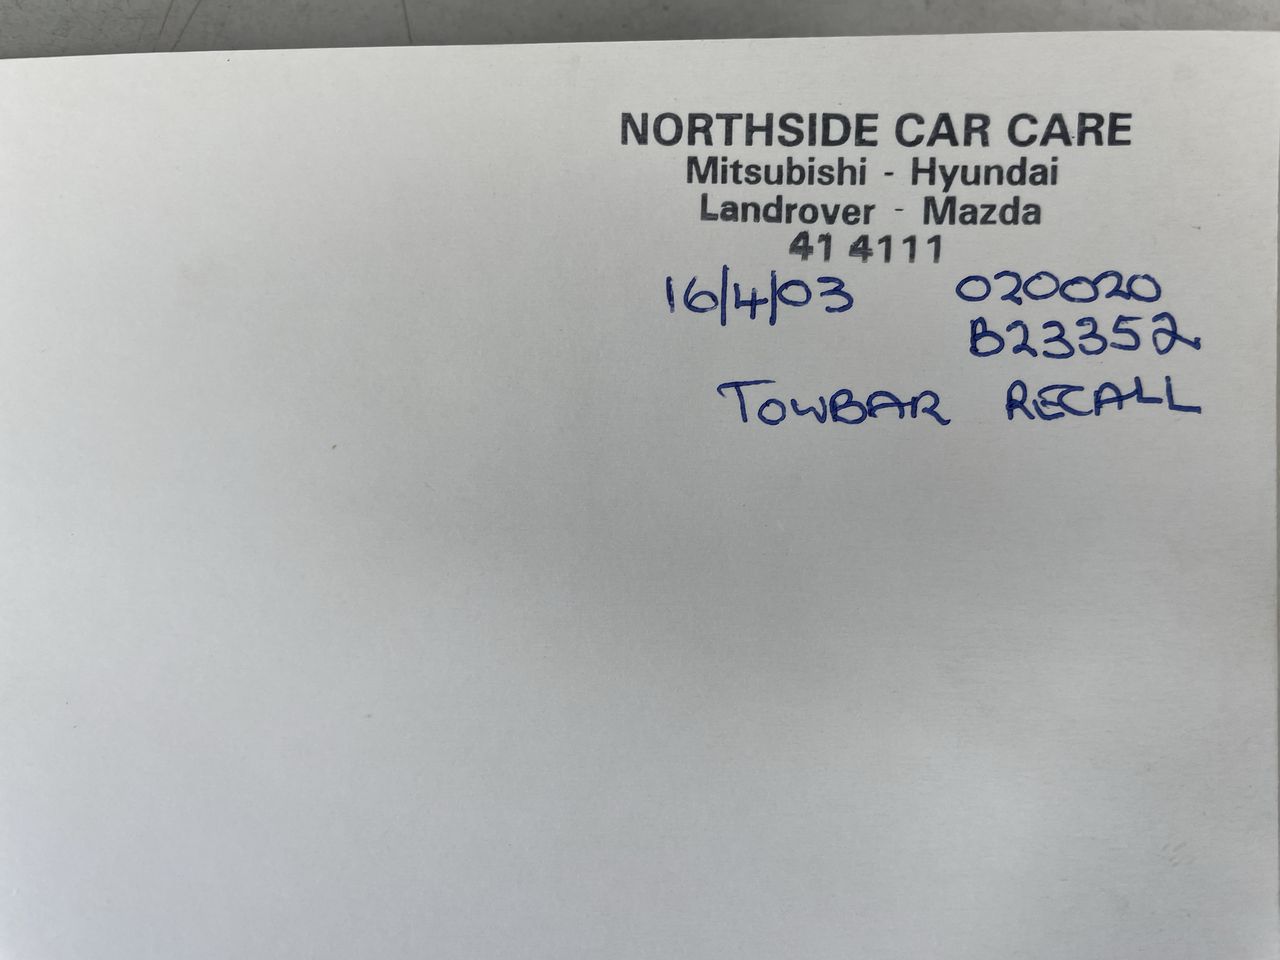 NORTHSIDE CAR CARE
Mitsubishi - Hyundai
Landrover - Mazda
41 4111
16/4/03 020020
B23352
TOWBAR RECALL